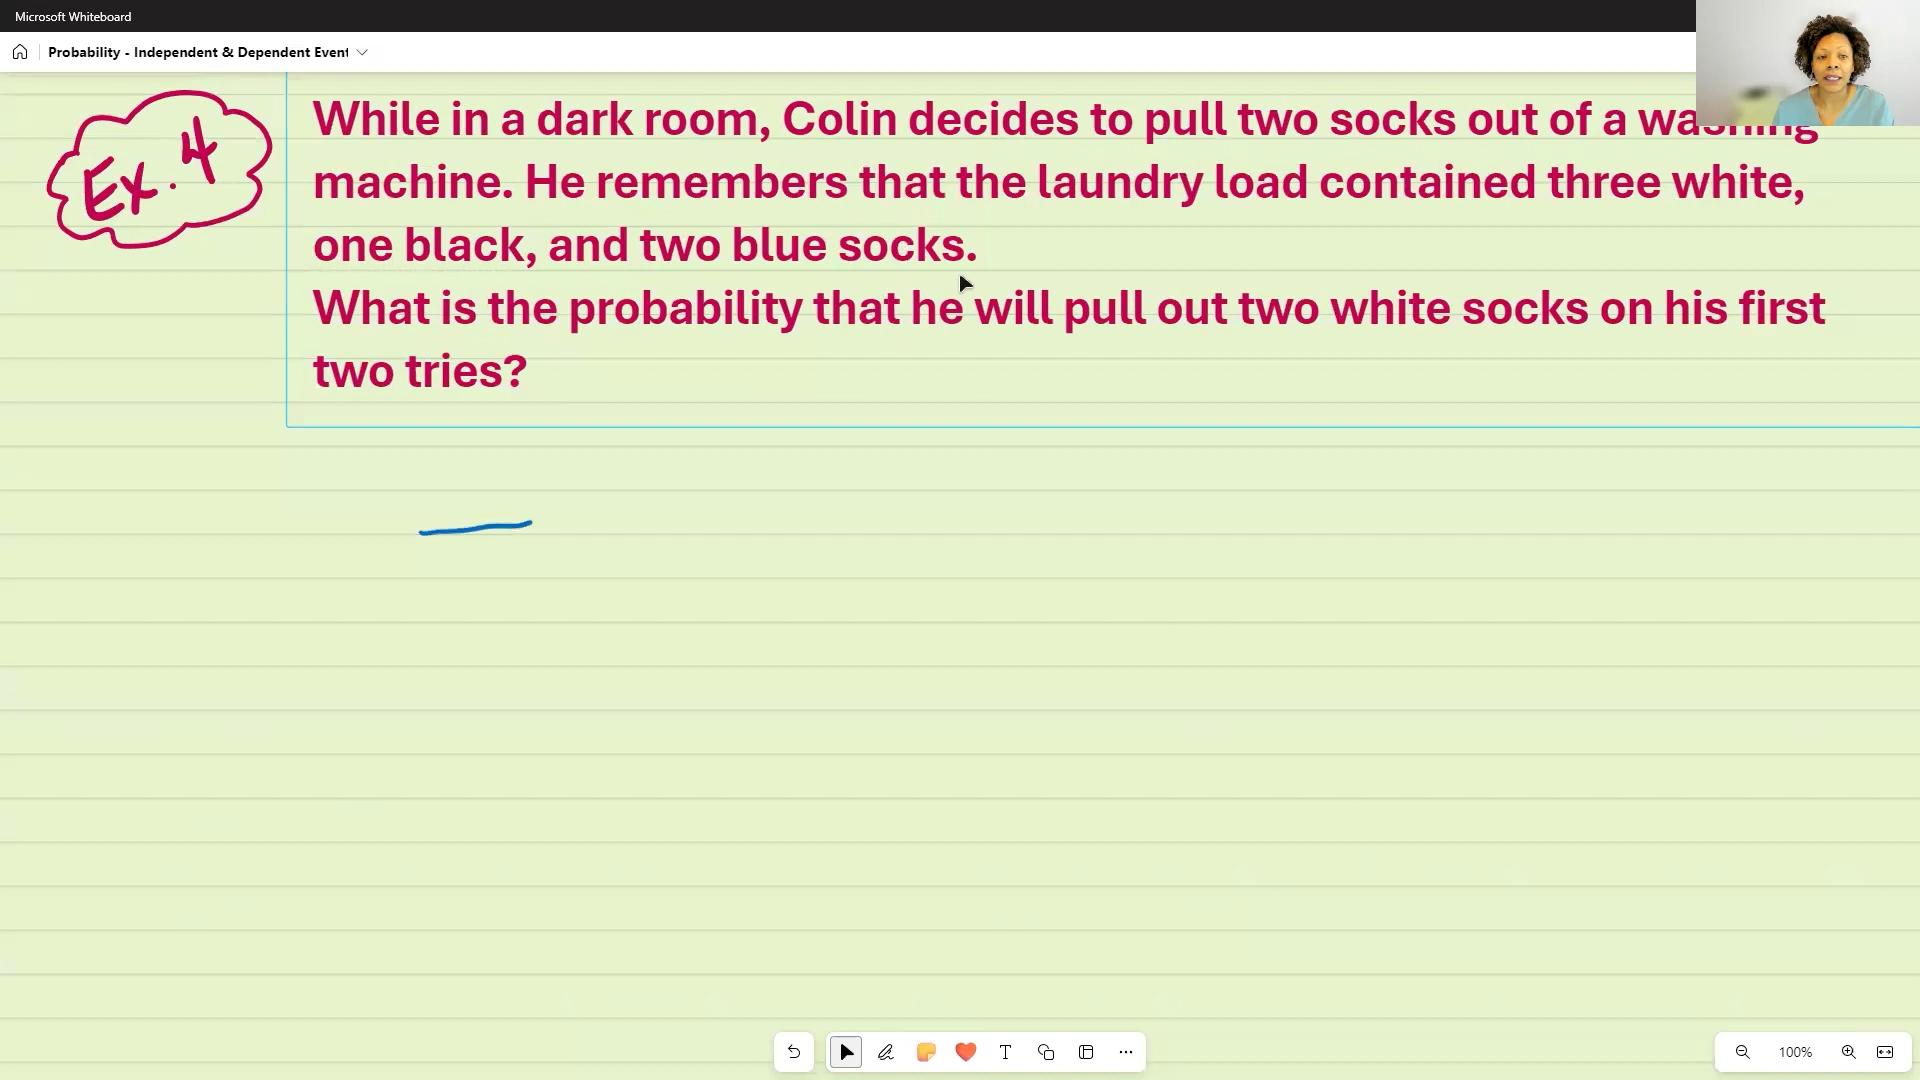 Microsoft Whiteboard
Probability - Independent & Dependent Event
Ex. 4
While in a dark room, Colin decides to pull two socks out of a washing
machine. He remembers that the laundry load contained three white,
one black, and two blue socks.
What is the probability that he will pull out two white socks on his first
two tries?
100%